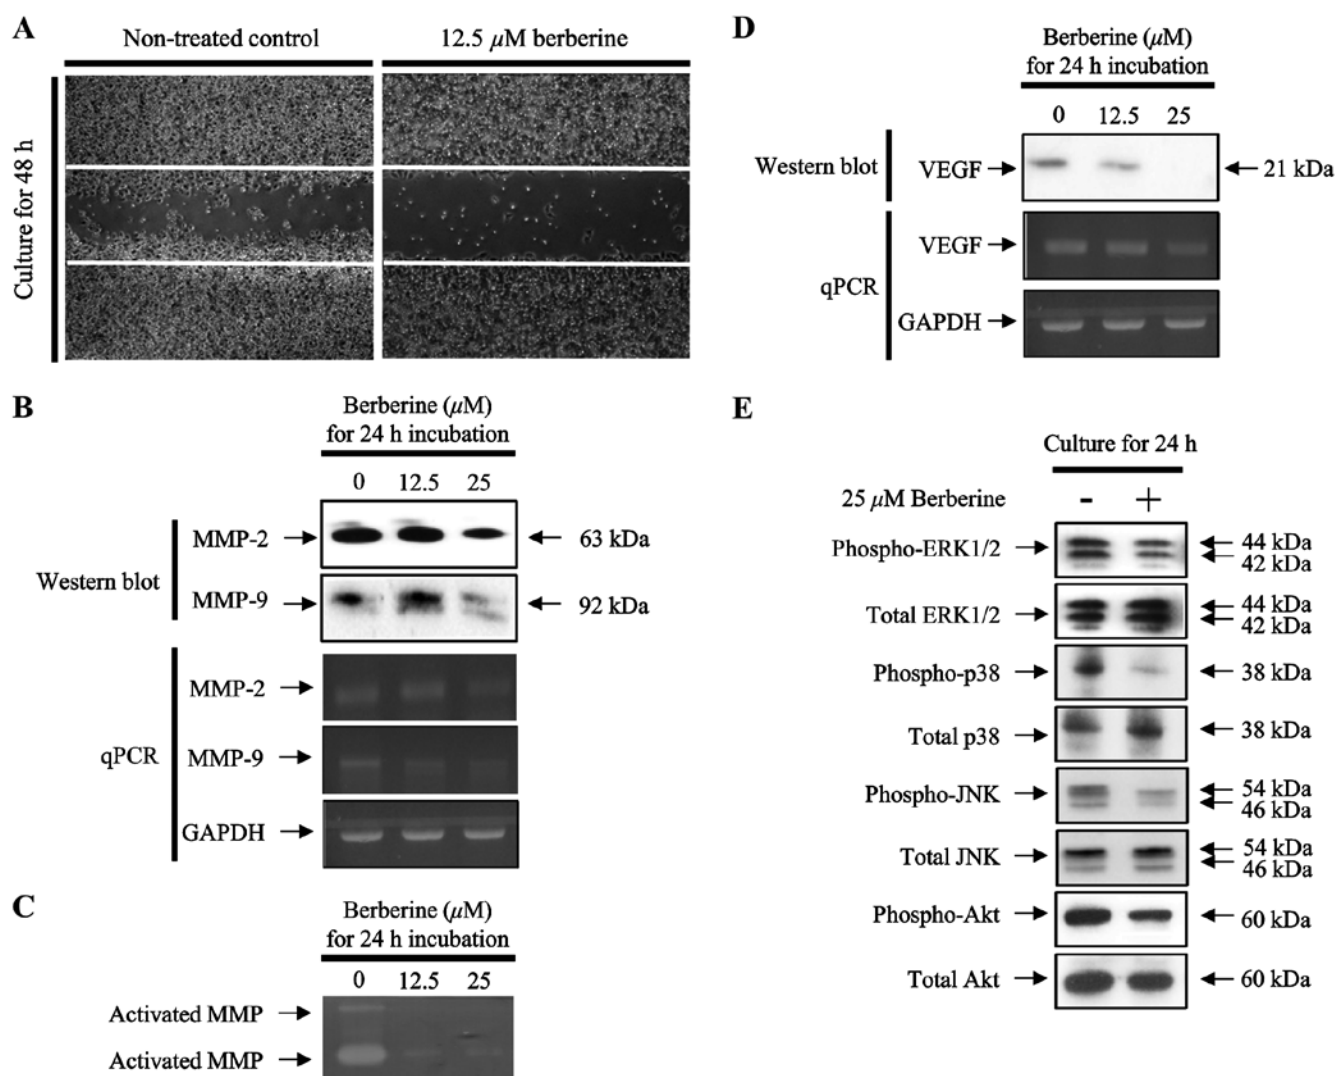 A
Non-treated control
12.5 µM berberine
Culture for 48 h
B
Berberine (µM)
for 24 h incubation
0 12.5 25
Western blot
MMP-2
63 kDa
MMP-9
92 kDa
qPCR
MMP-2
MMP-9
GAPDH
C
Berberine (µM)
for 24 h incubation
0 12.5 25
Activated MMP
Activated MMP
D
Berberine (µM)
for 24 h incubation
0 12.5 25
Western blot
VEGF
21 kDa
qPCR
VEGF
GAPDH
E
Culture for 24 h
25 µM Berberine - +
Phospho-ERK1/2
44 kDa
42 kDa
Total ERK1/2
44 kDa
42 kDa
Phospho-p38
38 kDa
Total p38
38 kDa
Phospho-JNK
54 kDa
46 kDa
Total JNK
54 kDa
46 kDa
Phospho-Akt
60 kDa
Total Akt
60 kDa